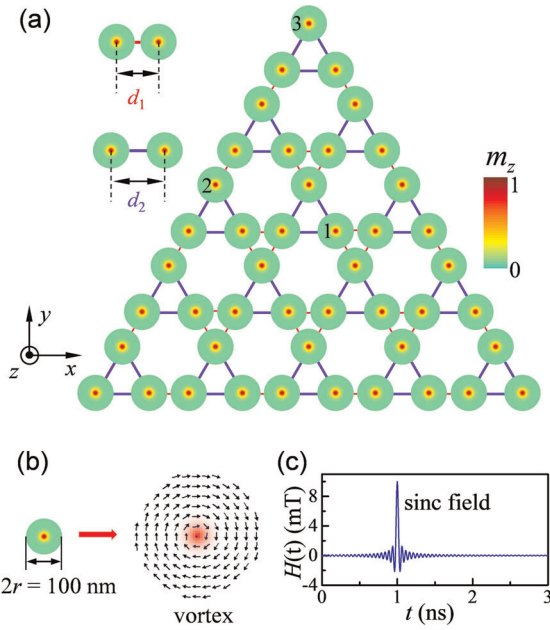 (a)
3
d1
mz
1
2
d2
1
0
y
z
x
(b)
(c)
8
4
0
-4
H(t) (mT)
sinc field
2r = 100 nm
vortex
0
1
2
3
t (ns)